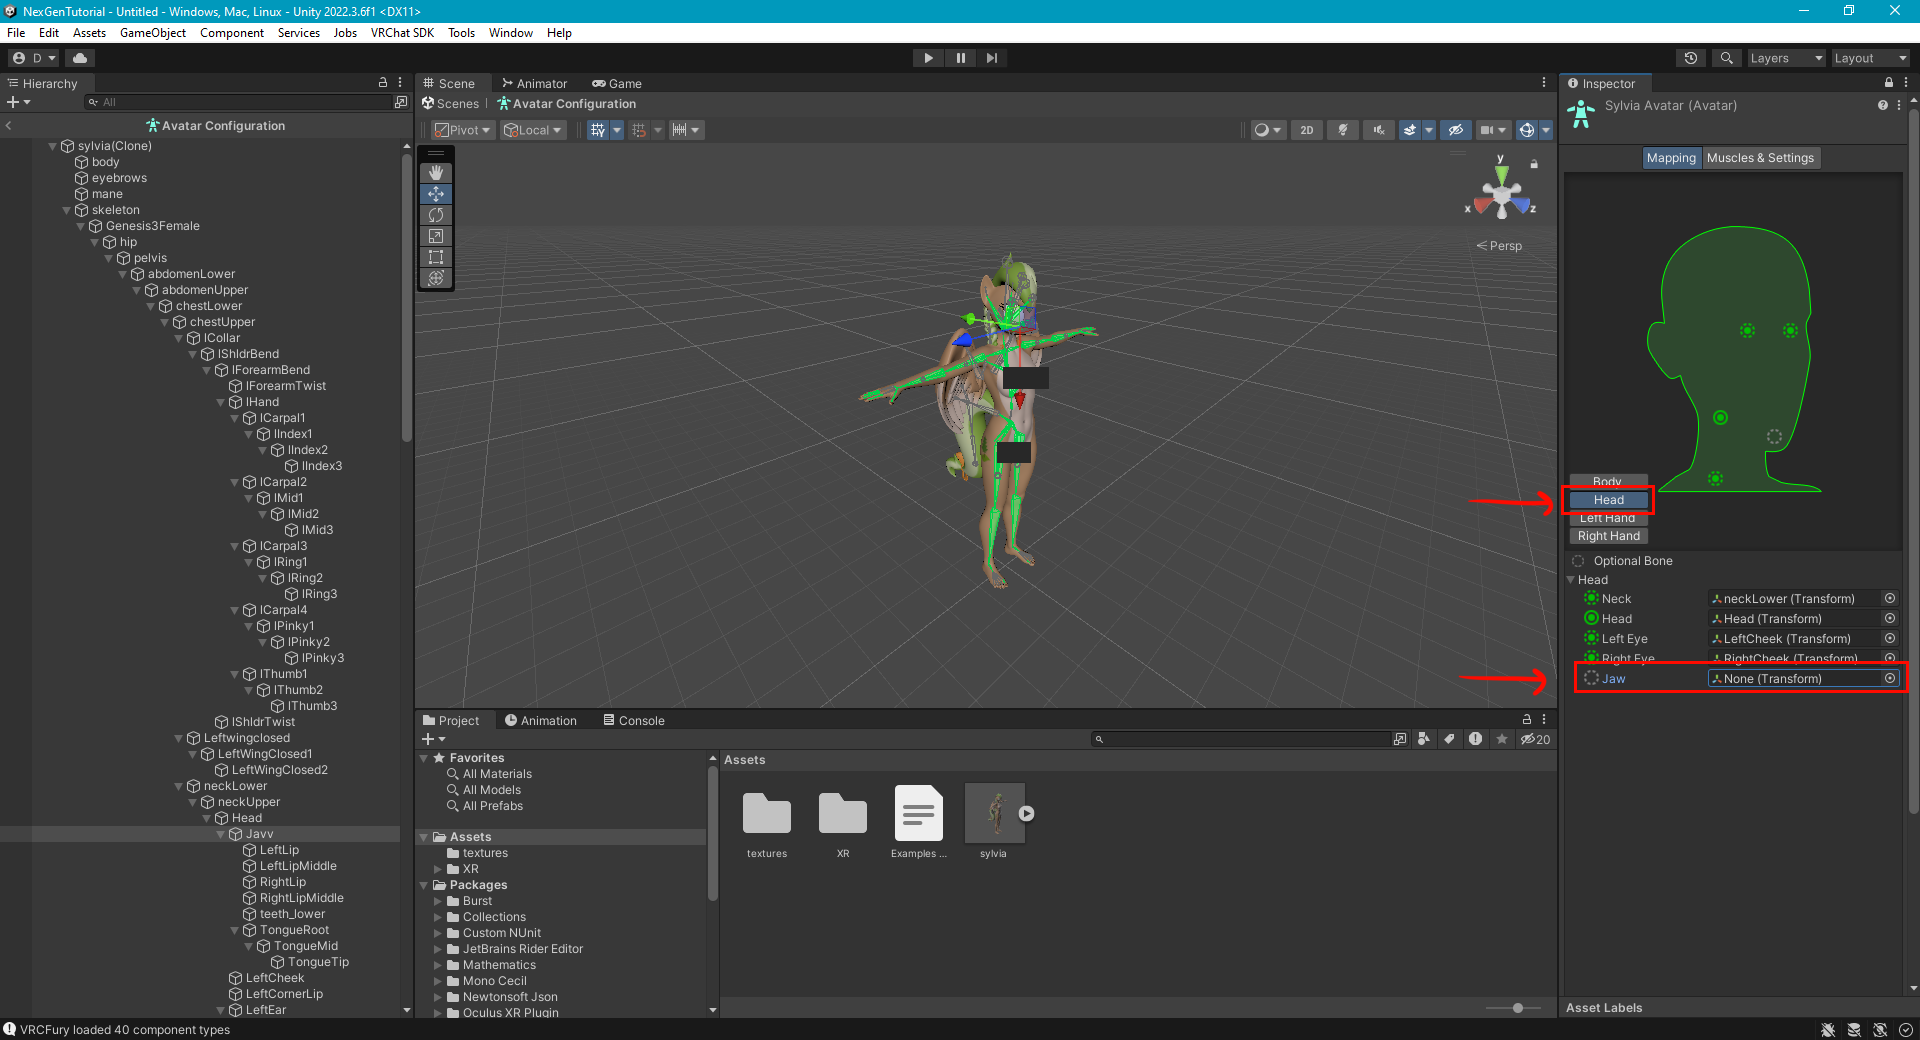 NexGenTutorial - Untitled - Windows, Mac, Linux - Unity 2022.3.6f1 <DX11>
File Edit Assets GameObject Component Services Jobs VRChat SDK Tools Window Help
D
Layers
Layout
Hierarchy
All
Avatar Configuration
sylvia(Clone)
body
eyebrows
mane
skeleton
Genesis3Female
hip
pelvis
abdomenLower
abdomenUpper
chestLower
chestUpper
lCollar
lShldrBend
lForearmBend
lForearmTwist
lHand
lCarpal1
lIndex1
lIndex2
lIndex3
lCarpal2
lMid1
lMid2
lMid3
lCarpal3
lRing1
lRing2
lRing3
lCarpal4
lPinky1
lPinky2
lPinky3
lThumb1
lThumb2
lThumb3
lShldrTwist
Leftwingclosed
LeftWingClosed1
LeftWingClosed2
neckLower
neckUpper
Head
Javv
LeftLip
LeftLipMiddle
RightLip
RightLipMiddle
teeth_lower
TongueRoot
TongueMid
TongueTip
LeftCheek
LeftCornerLip
LeftEar
Scene Animator Game
Scenes Avatar Configuration
Pivot Local 2D
y
x
z
Persp
Project Animation Console
20
Favorites
All Materials
All Models
All Prefabs
Assets
textures
XR
Packages
Burst
Collections
Custom NUnit
JetBrains Rider Editor
Mathematics
Mono Cecil
Newtonsoft Json
Oculus XR Plugin
Assets
textures
XR
Examples ...
sylvia
Inspector
Sylvia Avatar (Avatar)
Mapping Muscles & Settings
Body
Head
Left Hand
Right Hand
Optional Bone
Head
Neck neckLower (Transform)
Head Head (Transform)
Left Eye LeftCheek (Transform)
Right Eye RightCheek (Transform)
Jaw None (Transform)
Asset Labels
VRCFury loaded 40 component types